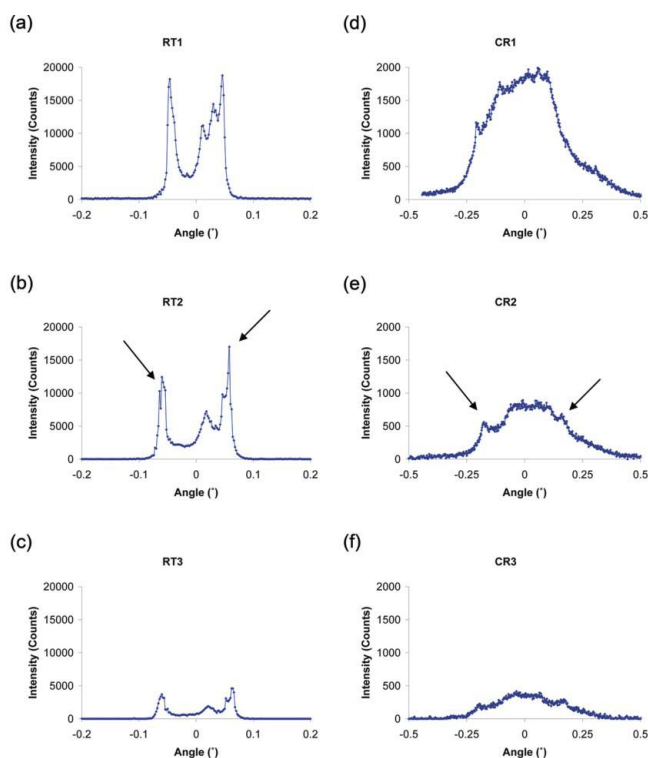 (a)
RT1
Intensity (Counts)
20000
15000
10000
5000
0
-0.2
-0.1
0
0.1
0.2
Angle (˚)
(d)
CR1
Intensity (Counts)
2000
1500
1000
500
0
-0.5
-0.25
0
0.25
0.5
Angle (˚)
(b)
RT2
Intensity (Counts)
20000
15000
10000
5000
0
-0.2
-0.1
0
0.1
0.2
Angle (˚)
(e)
CR2
Intensity (Counts)
2000
1500
1000
500
0
-0.5
-0.25
0
0.25
0.5
Angle (˚)
(c)
RT3
Intensity (Counts)
20000
15000
10000
5000
0
-0.2
-0.1
0
0.1
0.2
Angle (˚)
(f)
CR3
Intensity (Counts)
2000
1500
1000
500
0
-0.5
-0.25
0
0.25
0.5
Angle (˚)